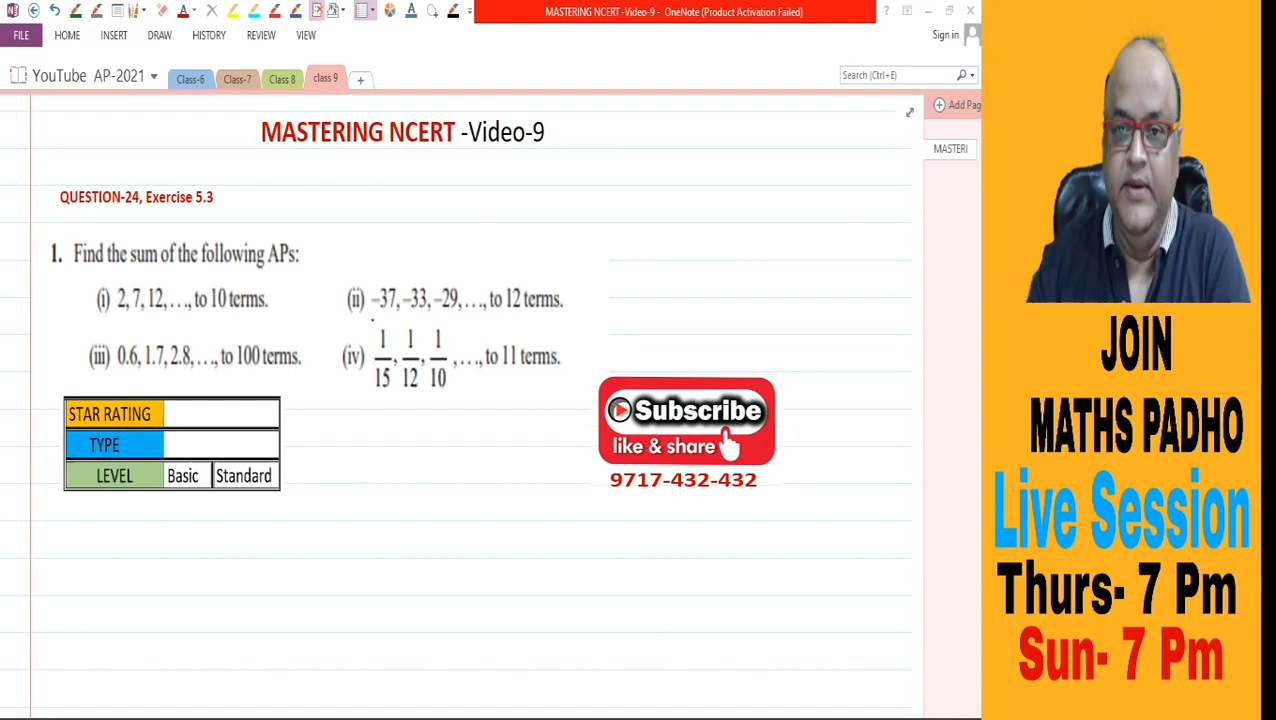 MASTERING NCERT -Video-9 - OneNote (Product Activation Failed)
FILE HOME INSERT DRAW HISTORY REVIEW VIEW Sign in
YouTube AP-2021 Class-6 Class-7 Class 8 class 9 Search (Ctrl+E)
Add Pag
MASTERI
MASTERING NCERT -Video-9
QUESTION-24, Exercise 5.3
1. Find the sum of the following APs:
(i) 2, 7, 12, . . ., to 10 terms. (ii) –37, –33, –29, . . ., to 12 terms.
(iii) 0.6, 1.7, 2.8, . . ., to 100 terms. (iv) 1/15, 1/12, 1/10, . . ., to 11 terms.
STAR RATING
TYPE
LEVEL Basic Standard
Subscribe
like & share
9717-432-432
JOIN
MATHS PADHO
Live Session
Thurs- 7 Pm
Sun- 7 Pm